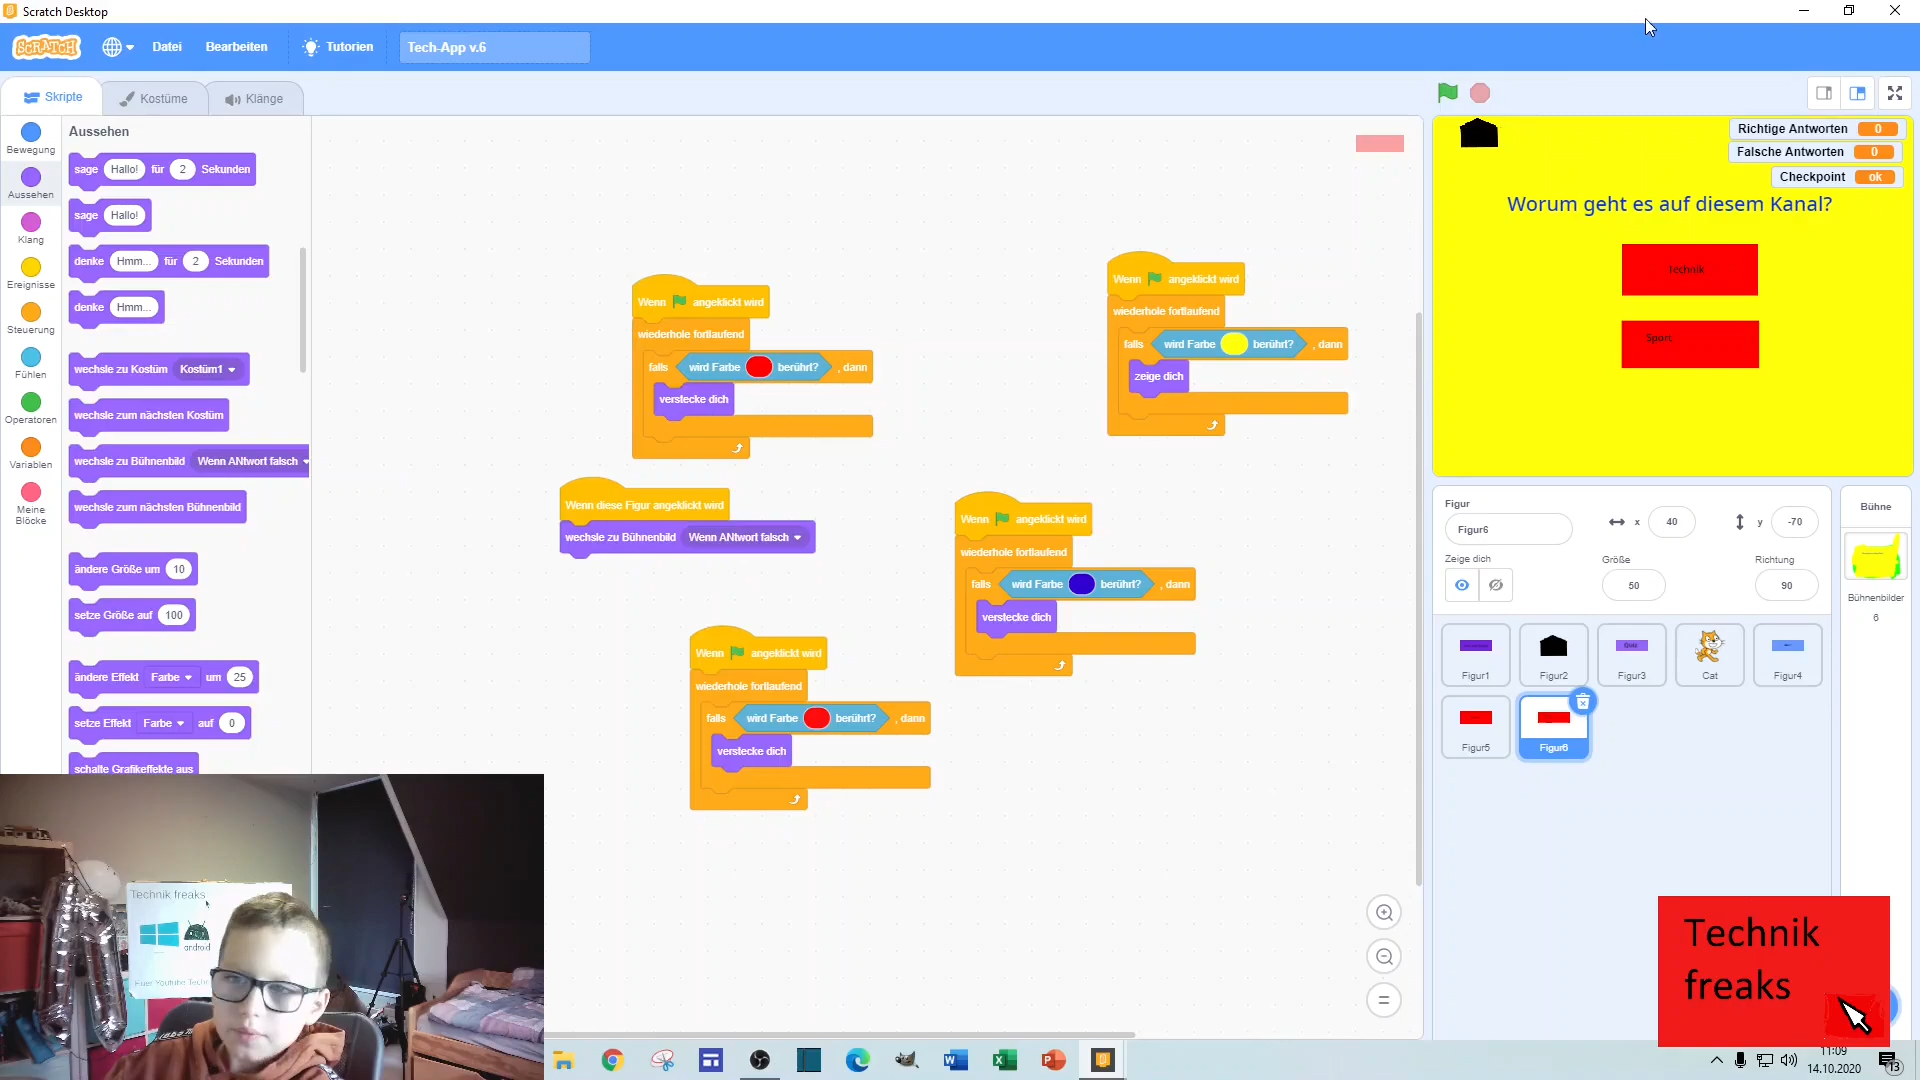 Scratch Desktop
SCRATCH
Datei
Bearbeiten
Tutorien
Tech-App v.6
Skripte
Kostüme
Klänge
Bewegung
Aussehen
Klang
Ereignisse
Steuerung
Fühlen
Operatoren
Variablen
Meine
Blöcke
Aussehen
sage Hallo! für 2 Sekunden
sage Hallo!
denke Hmm... für 2 Sekunden
denke Hmm...
wechsle zu Kostüm Kostüm1
wechsle zum nächsten Kostüm
wechsle zu Bühnenbild Wenn ANtwort falsch
wechsle zum nächsten Bühnenbild
ändere Größe um 10
setze Größe auf 100
ändere Effekt Farbe um 25
setze Effekt Farbe auf 0
schalte Grafikeffekte aus
Wenn angeklickt wird
wiederhole fortlaufend
falls wird Farbe berührt? , dann
verstecke dich
Wenn angeklickt wird
wiederhole fortlaufend
falls wird Farbe berührt? , dann
zeige dich
Wenn diese Figur angeklickt wird
wechsle zu Bühnenbild Wenn ANtwort falsch
Wenn angeklickt wird
wiederhole fortlaufend
falls wird Farbe berührt? , dann
verstecke dich
Wenn angeklickt wird
wiederhole fortlaufend
falls wird Farbe berührt? , dann
verstecke dich
Richtige Antworten 0
Falsche Antworten 0
Checkpoint ok
Worum geht es auf diesem Kanal?
Technik
Sport
Figur
Figur6
x 40
y -70
Zeige dich
Größe
50
Richtung
90
Bühne
Bühnenbilder
6
Figur1
Figur2
Quiz
Figur3
Cat
Figur4
Figur5
Figur6
Technik freaks
android
Technik
freaks
11:09
14.10.2020
13